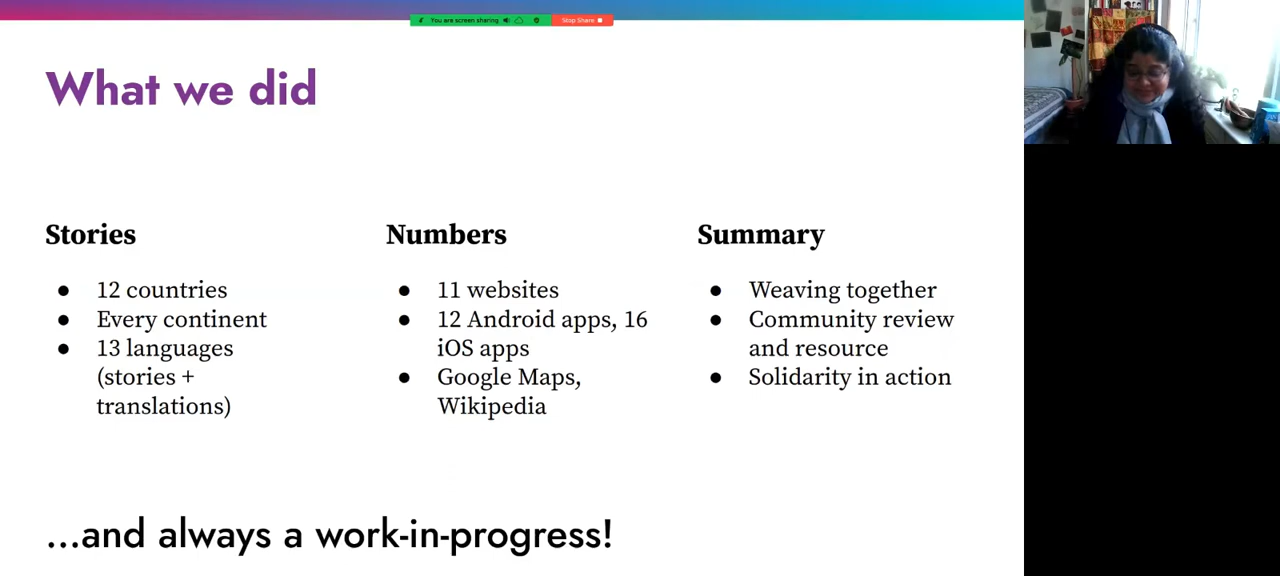 You are screen sharing
Stop Share
What we did
Stories
● 12 countries
● Every continent
● 13 languages
(stories +
translations)
Numbers
● 11 websites
● 12 Android apps, 16
iOS apps
● Google Maps,
Wikipedia
Summary
● Weaving together
● Community review
and resource
● Solidarity in action
...and always a work-in-progress!